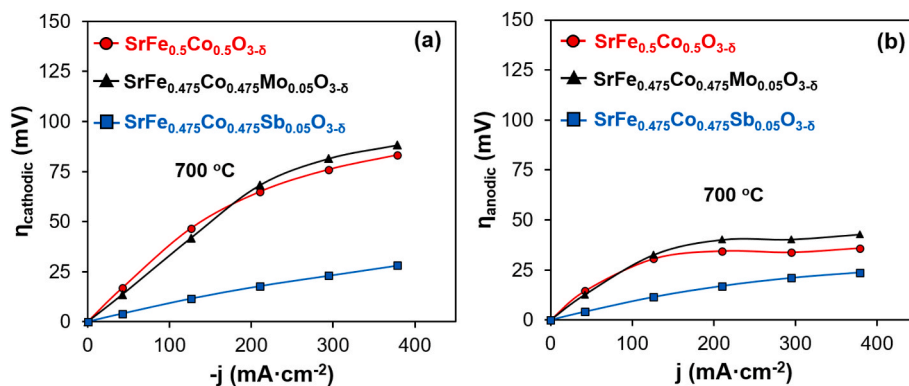 (a)
SrFe0.5Co0.5O3-δ
SrFe0.475Co0.475Mo0.05O3-δ
SrFe0.475Co0.475Sb0.05O3-δ
700 °C
150
125
100
75
50
25
0
ηcathodic (mV)
0 100 200 300 400
-j (mA·cm-2)
(b)
SrFe0.5Co0.5O3-δ
SrFe0.475Co0.475Mo0.05O3-δ
SrFe0.475Co0.475Sb0.05O3-δ
700 °C
150
125
100
75
50
25
0
ηanodic (mV)
0 100 200 300 400
j (mA·cm-2)